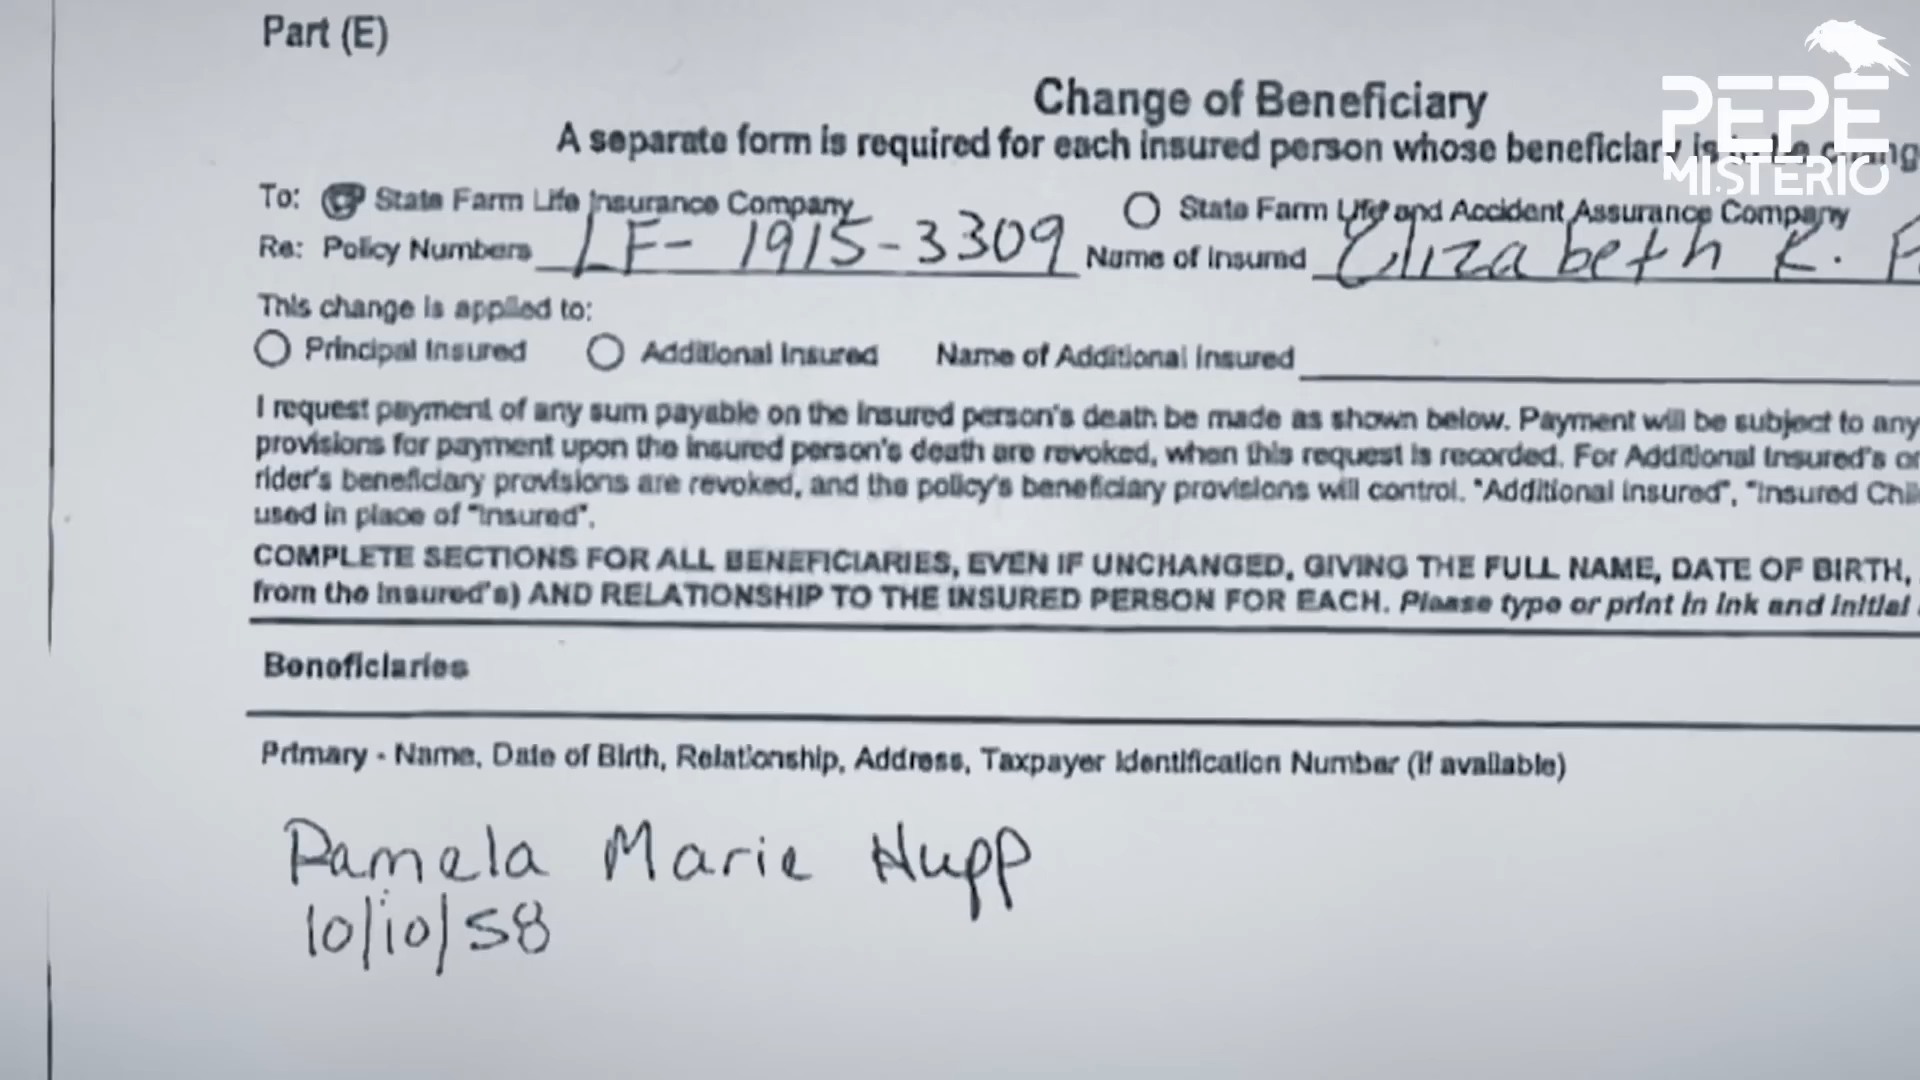 Part (E)
PEPE
MISTERIO
Change of Beneficiary
A separate form is required for each insured person whose beneficiary is to be
To: State Farm Life Insurance Company State Farm Life and Accident Assurance Company
Re: Policy Numbers LF-1915-3309 Name of Insured Elizabeth K.
This change is applied to:
Principal Insured Additional Insured Name of Additional Insured
I request payment of any sum payable on the insured person's death be made as shown below. Payment will be subject to any
provisions for payment upon the insured person's death are revoked, when this request is recorded. For Additional Insured's or
rider's beneficiary provisions are revoked, and the policy's beneficiary provisions will control. "Additional Insured", "Insured
used in place of "Insured".
COMPLETE SECTIONS FOR ALL BENEFICIARIES, EVEN IF UNCHANGED, GIVING THE FULL NAME, DATE OF BIRTH,
from the Insured's) AND RELATIONSHIP TO THE INSURED PERSON FOR EACH. Please type or print in ink and initial
Beneficiaries
Primary - Name, Date of Birth, Relationship, Address, Taxpayer Identification Number (if available)
Pamela Marie Hupp
10/10/58